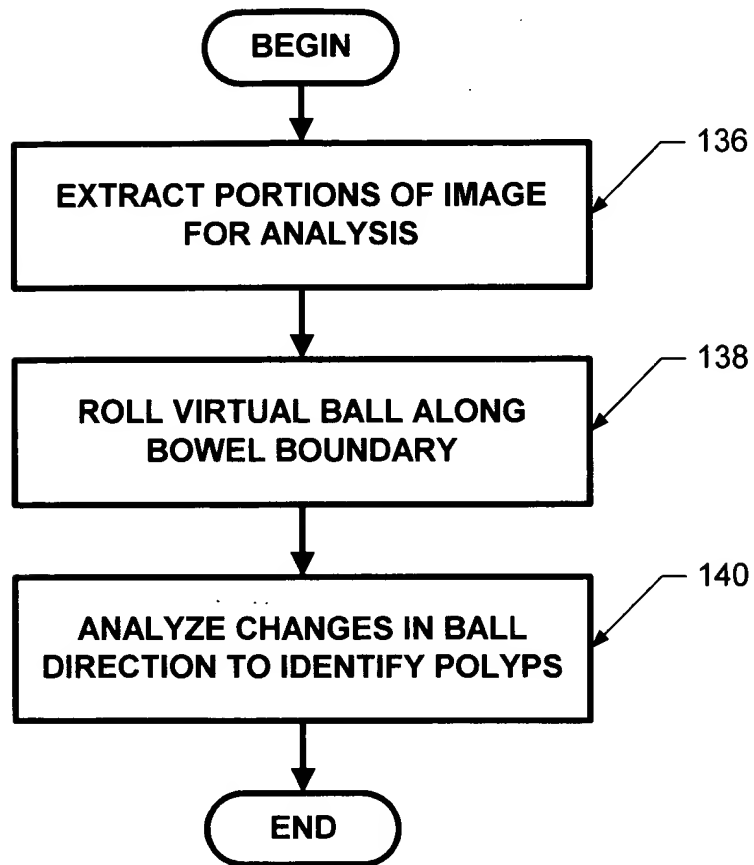 BEGIN
136
EXTRACT PORTIONS OF IMAGE
FOR ANALYSIS
138
ROLL VIRTUAL BALL ALONG
BOWEL BOUNDARY
140
ANALYZE CHANGES IN BALL
DIRECTION TO IDENTIFY POLYPS
END